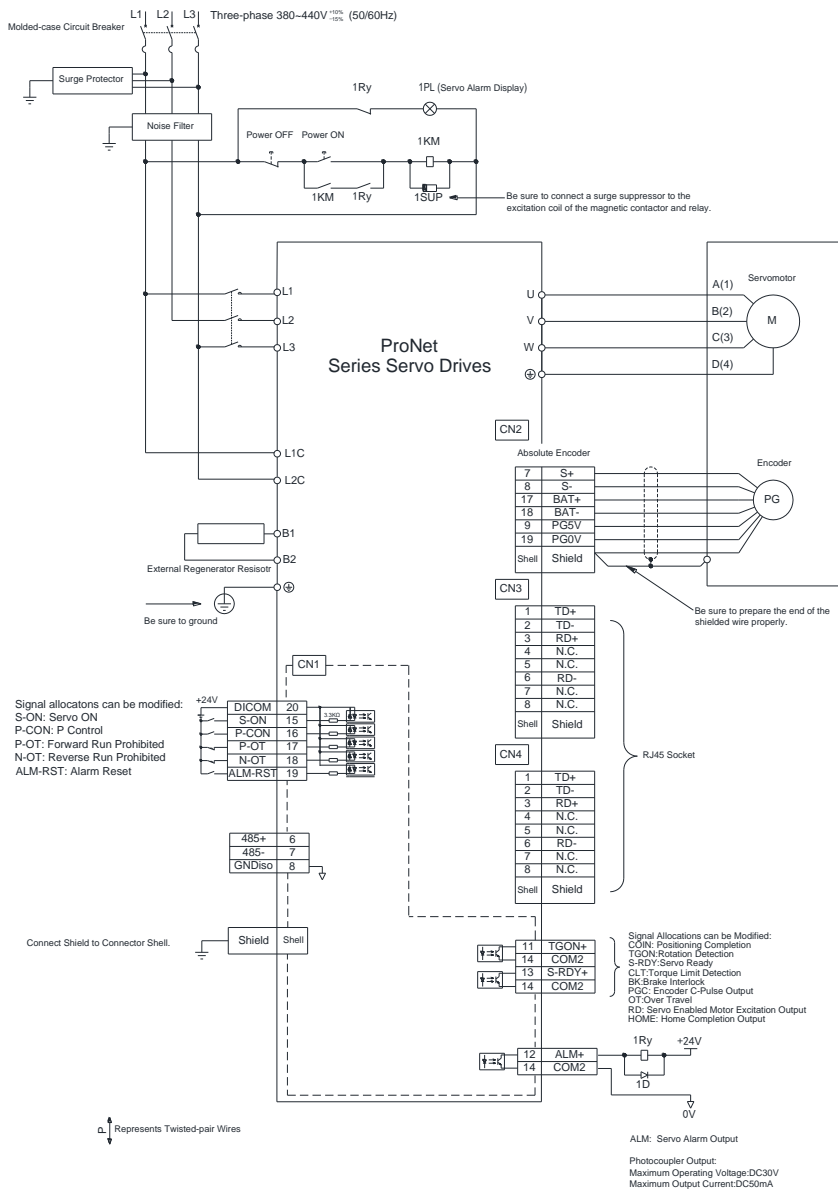 L1 L2 L3 Three-phase 380~440V +10% -15% (50/60Hz)
Molded-case Circuit Breaker
Surge Protector
Noise Filter
1Ry 1PL (Servo Alarm Display)
Power OFF Power ON 1KM
1KM 1Ry 1SUP
Be sure to connect a surge suppressor to the
excitation coil of the magnetic contactor and relay.
L1
L2
L3
ProNet
Series Servo Drives
U
V
W
A(1)
B(2)
C(3)
D(4)
Servomotor
M
L1C
L2C
B1
B2
External Regenerator Resisotr
Be sure to ground
CN2
Absolute Encoder
7 S+
8 S-
17 BAT+
18 BAT-
9 PG5V
19 PG0V
Shell Shield
Encoder
PG
Be sure to prepare the end of the
shielded wire properly.
CN3
1 TD+
2 TD-
3 RD+
4 N.C.
5 N.C.
6 RD-
7 N.C.
8 N.C.
Shell Shield
CN4
1 TD+
2 TD-
3 RD+
4 N.C.
5 N.C.
6 RD-
7 N.C.
8 N.C.
Shell Shield
RJ45 Socket
CN1
Signal allocatons can be modified:
S-ON: Servo ON
P-CON: P Control
P-OT: Forward Run Prohibited
N-OT: Reverse Run Prohibited
ALM-RST: Alarm Reset
+24V
DICOM 20
S-ON 15
P-CON 16
P-OT 17
N-OT 18
ALM-RST 19
3.3KΩ
485+ 6
485- 7
GNDiso 8
Connect Shield to Connector Shell.
Shield Shell
11 TGON+
14 COM2
13 S-RDY+
14 COM2
Signal Allocations can be Modified:
COIN: Positioning Completion
TGON:Rotation Detection
S-RDY:Servo Ready
CLT:Torque Limit Detection
BK:Brake Interlock
PGC: Encoder C-Pulse Output
OT:Over Travel
RD: Servo Enabled Motor Excitation Output
HOME: Home Completion Output
12 ALM+
14 COM2
1Ry +24V
1D
0V
P Represents Twisted-pair Wires
ALM: Servo Alarm Output
Photocoupler Output:
Maximum Operating Voltage:DC30V
Maximum Output Current:DC50mA